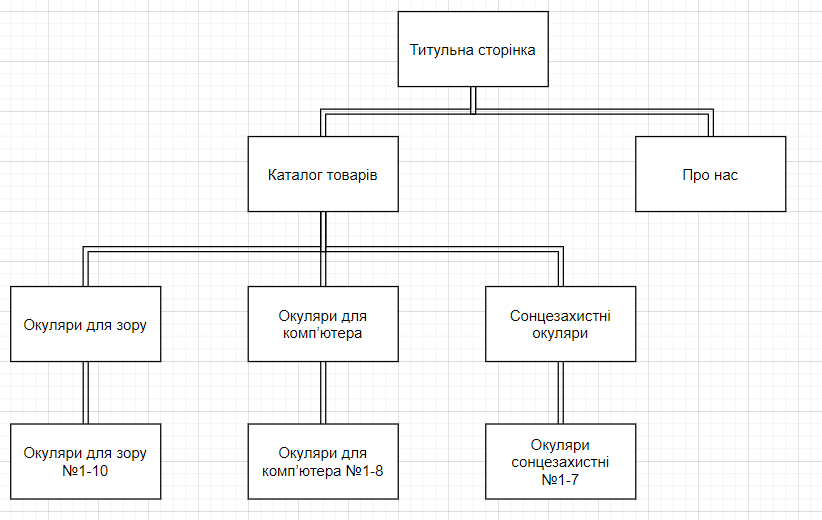 Титульна сторінка
Каталог товарів
Про нас
Окуляри для зору
Окуляри для
комп’ютера
Сонцезахистні
окуляри
Окуляри для зору
№1-10
Окуляри для
комп’ютера №1-8
Окуляри
сонцезахистні
№1-7